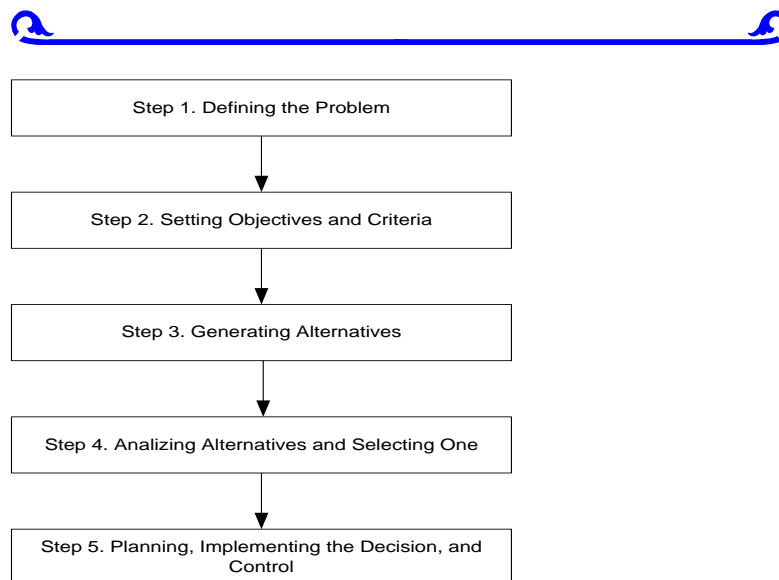 Step 1. Defining the Problem
Step 2. Setting Objectives and Criteria
Step 3. Generating Alternatives
Step 4. Analizing Alternatives and Selecting One
Step 5. Planning, Implementing the Decision, and
Control